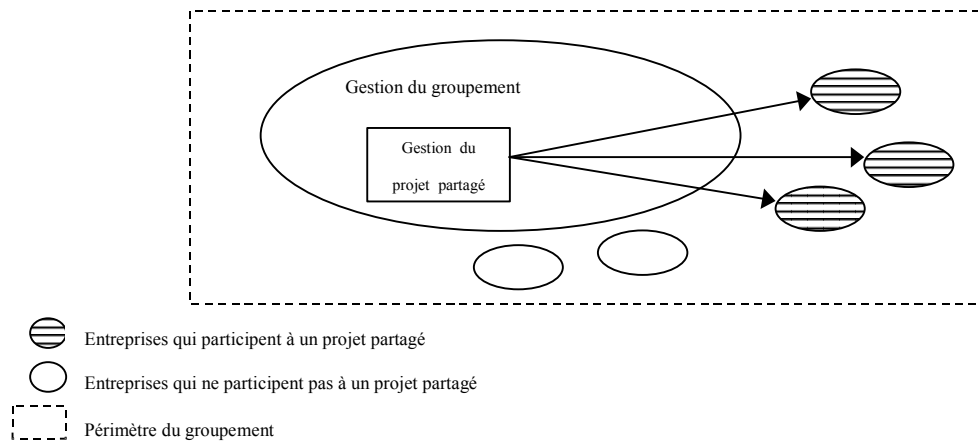 Gestion du groupement
Gestion du
projet partagé
Entreprises qui participent à un projet partagé
Entreprises qui ne participent pas à un projet partagé
Périmètre du groupement